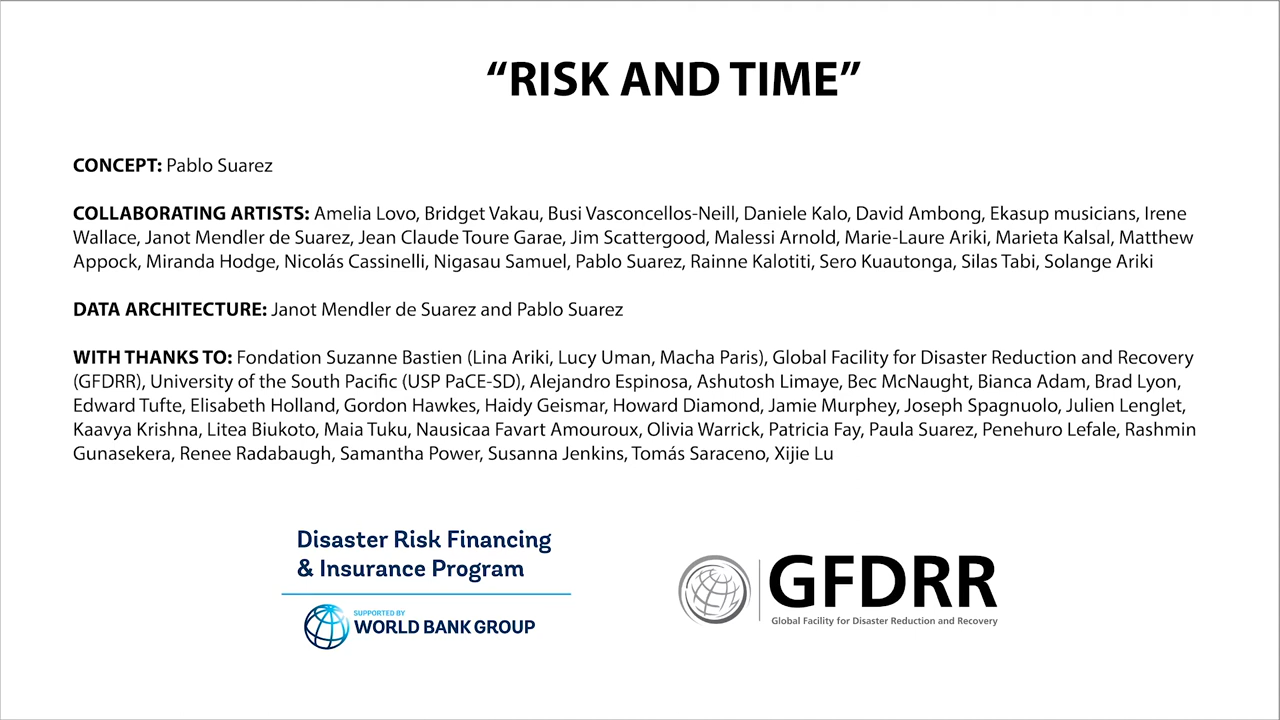 “RISK AND TIME”
CONCEPT: Pablo Suarez
COLLABORATING ARTISTS: Amelia Lovo, Bridget Vakau, Busi Vasconcellos-Neill, Daniele Kalo, David Ambong, Ekasup musicians, Irene
Wallace, Janot Mendler de Suarez, Jean Claude Toure Garae, Jim Scattergood, Malessi Arnold, Marie-Laure Ariki, Marieta Kalsal, Matthew
Appock, Miranda Hodge, Nicolás Cassinelli, Nigasau Samuel, Pablo Suarez, Rainne Kalotiti, Sero Kuautonga, Silas Tabi, Solange Ariki
DATA ARCHITECTURE: Janot Mendler de Suarez and Pablo Suarez
WITH THANKS TO: Fondation Suzanne Bastien (Lina Ariki, Lucy Uman, Macha Paris), Global Facility for Disaster Reduction and Recovery
(GFDRR), University of the South Pacific (USP PaCE-SD), Alejandro Espinosa, Ashutosh Limaye, Bec McNaught, Bianca Adam, Brad Lyon,
Edward Tufte, Elisabeth Holland, Gordon Hawkes, Haidy Geismar, Howard Diamond, Jamie Murphey, Joseph Spagnuolo, Julien Lenglet,
Kaavya Krishna, Litea Biukoto, Maia Tuku, Nausicaa Favart Amouroux, Olivia Warrick, Patricia Fay, Paula Suarez, Penehuro Lefale, Rashmin
Gunasekera, Renee Radabaugh, Samantha Power, Susanna Jenkins, Tomás Saraceno, Xijie Lu
Disaster Risk Financing
& Insurance Program
SUPPORTED BY
WORLD BANK GROUP
GFDRR
Global Facility for Disaster Reduction and Recovery